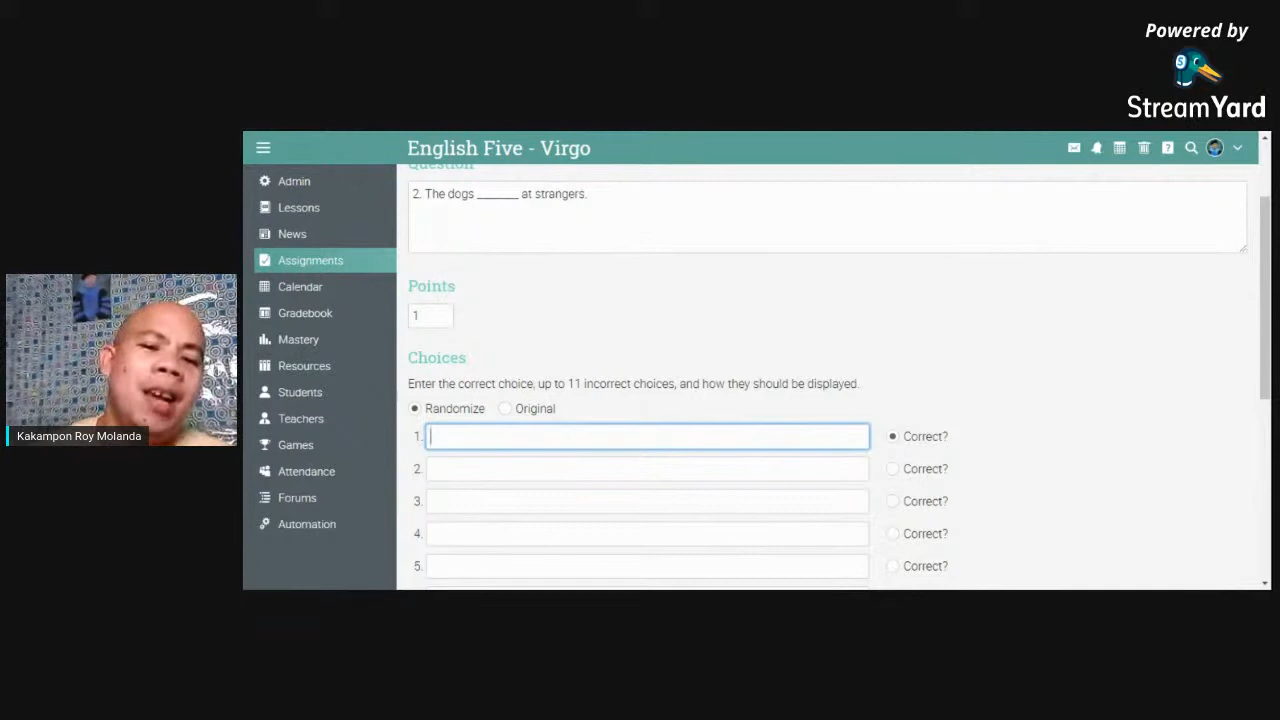 Powered by
StreamYard
English Five - Virgo
Admin
Lessons
News
Assignments
Calendar
Gradebook
Mastery
Resources
Students
Teachers
Games
Attendance
Forums
Automation
Question
2. The dogs ________ at strangers.
Points
1
Choices
Enter the correct choice, up to 11 incorrect choices, and how they should be displayed.
Randomize Original
1. Correct?
2. Correct?
3. Correct?
4. Correct?
5. Correct?
Kakampon Roy Molanda